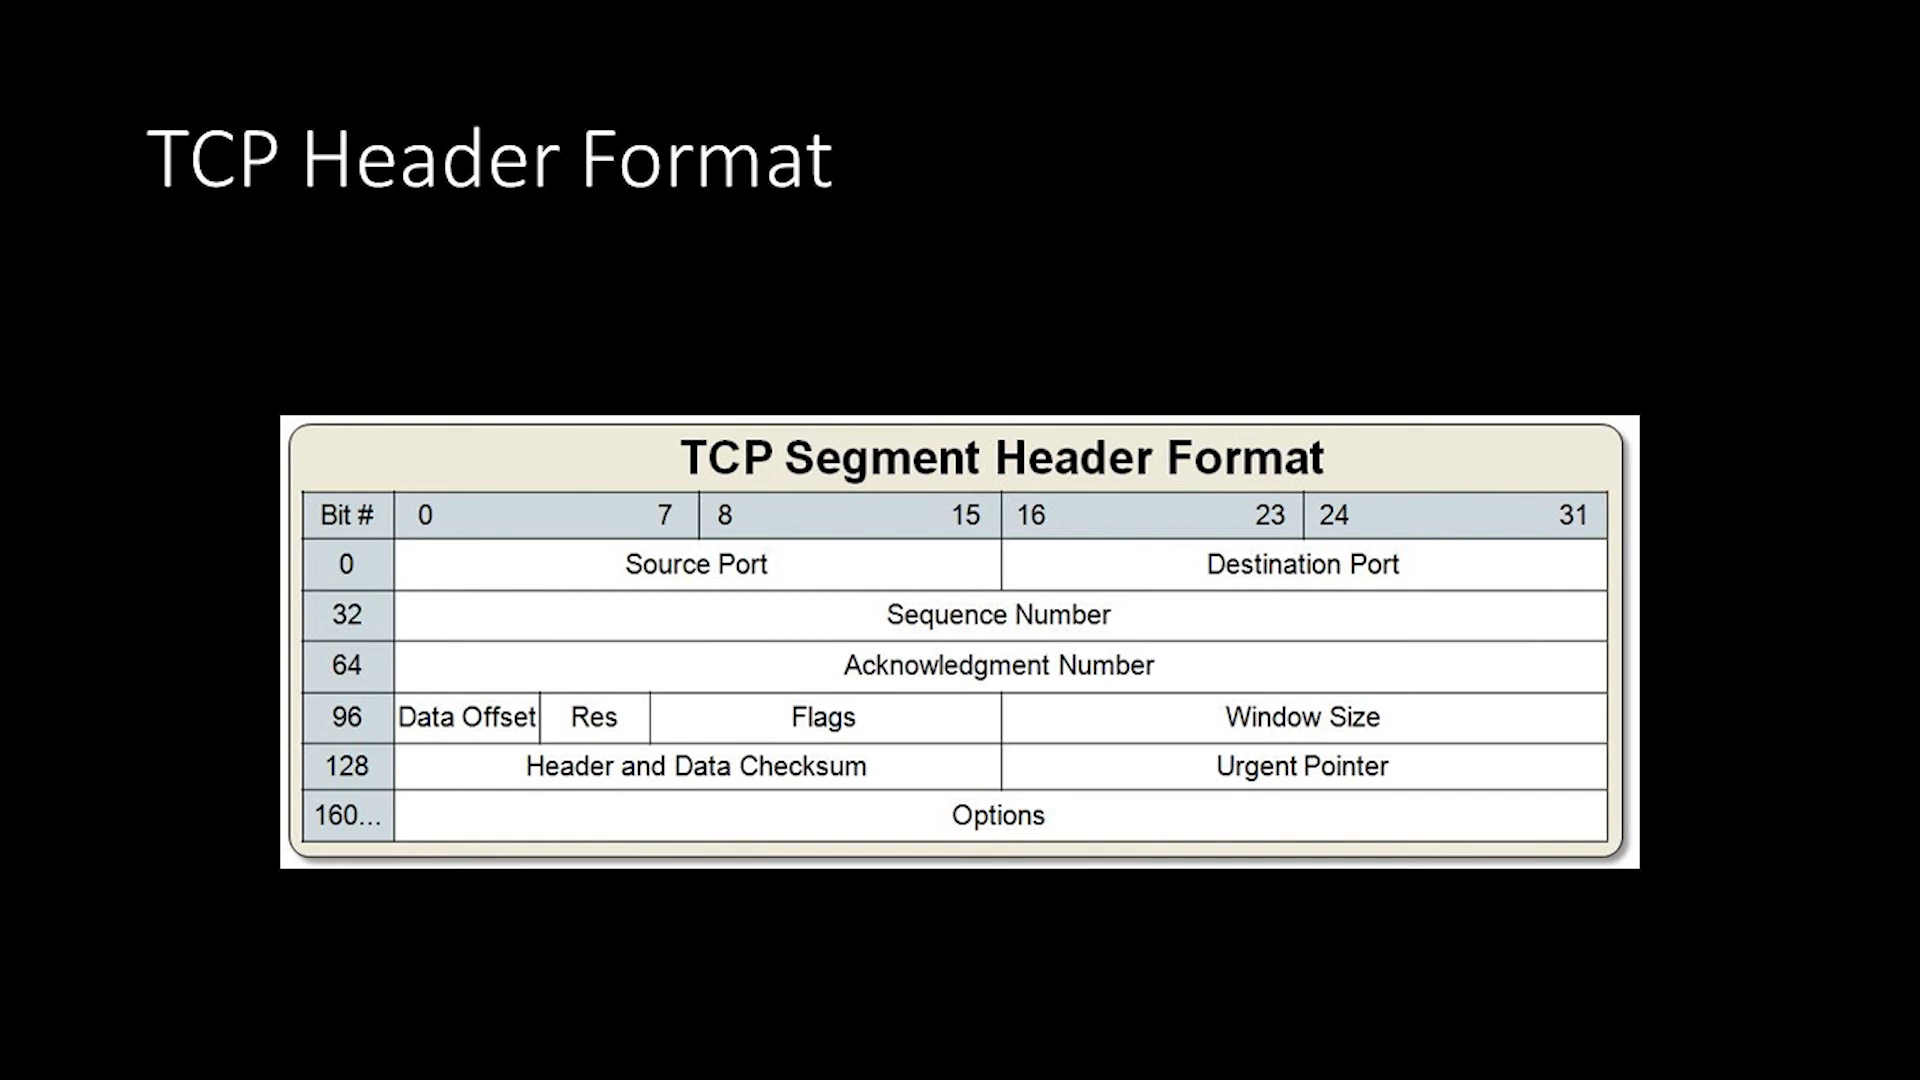 TCP Header Format
TCP Segment Header Format
Bit # 0 7 8 15 16 23 24 31
0 Source Port Destination Port
32 Sequence Number
64 Acknowledgment Number
96 Data Offset Res Flags Window Size
128 Header and Data Checksum Urgent Pointer
160... Options